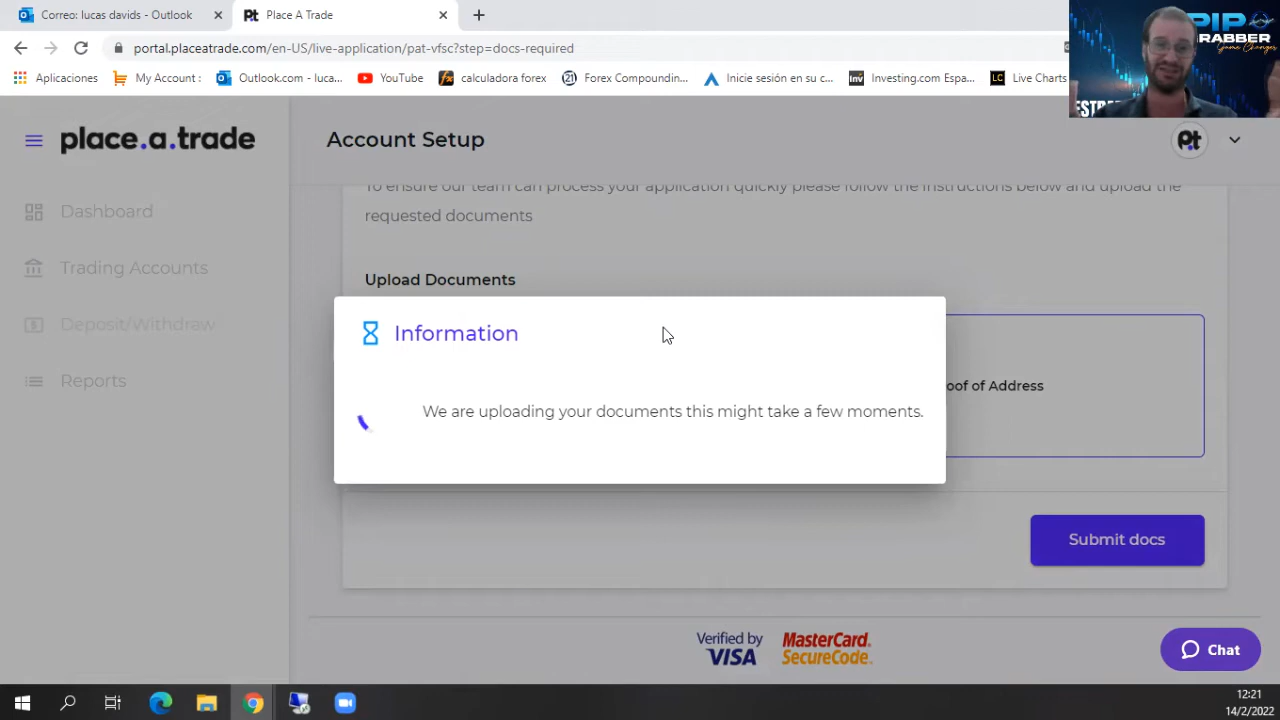 Correo: lucas davids - Outlook
Place A Trade
portal.placeatrade.com/en-US/live-application/pat-vfsc?step=docs-required
Aplicaciones
My Account :
Outlook.com - luca...
YouTube
calculadora forex
Forex Compoundin...
Inicie sesión en su c...
Investing.com Espa...
Live Charts
PIP
GRABBER
Game Changer
place.a.trade
Account Setup
pt
Dashboard
Trading Accounts
Deposit/Withdraw
Reports
To ensure our team can process your application quickly please follow the instructions below and upload the
requested documents
Upload Documents
Information
We are uploading your documents this might take a few moments.
oof of Address
Submit docs
Verified by
VISA
MasterCard.
SecureCode.
Chat
12:21
14/2/2022